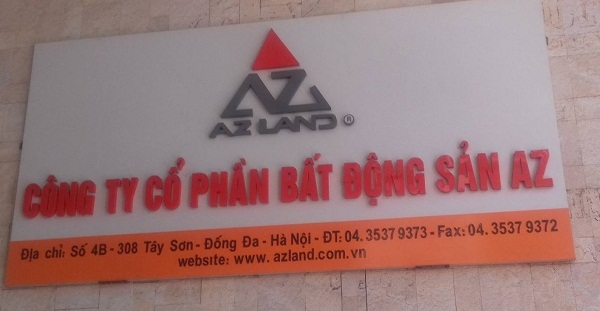 AZ
AZ LAND ®
CÔNG TY CỔ PHẦN BẤT ĐỘNG SẢN AZ
Địa chỉ: Số 4B - 308 Tây Sơn - Đống Đa - Hà Nội - ĐT: 04. 3537 9373 - Fax: 04. 3537 9372
website: www. azland.com.vn